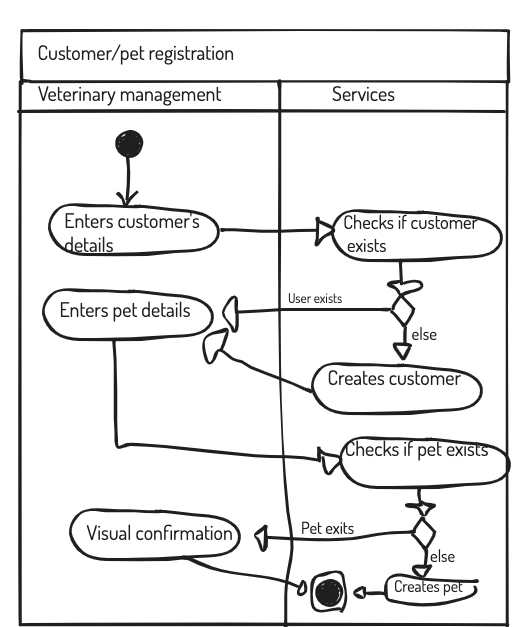 Customer/pet registration
Veterinary management
Services
Enters customer's
details
Checks if customer
exists
User exists
Enters pet details
else
Creates customer
Checks if pet exists
Pet exits
Visual confirmation
else
Creates pet